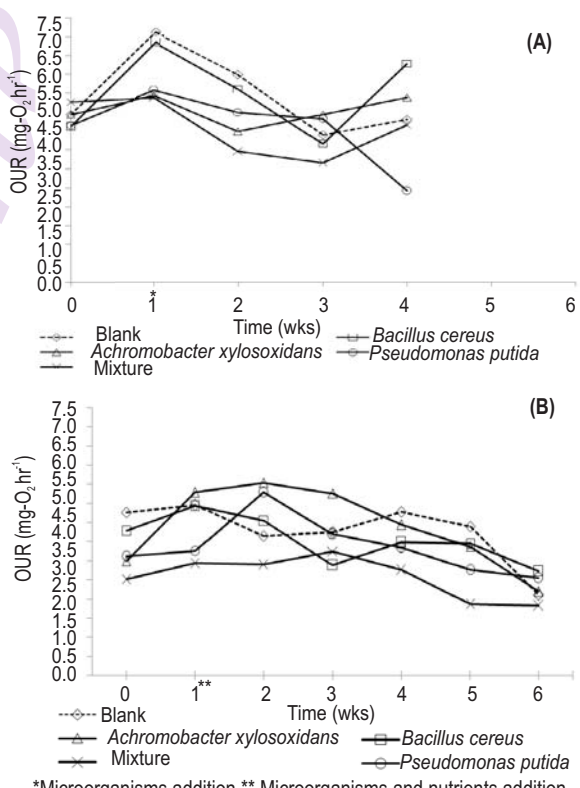 (A)
OUR (mg-O₂hr⁻¹)
7.5
7.0
6.5
6.0
5.5
5.0
4.5
4.0
3.5
3.0
2.5
2.0
1.5
1.0
0.5
0.0
0 1* 2 3 4 5 6
Time (wks)
Blank
Bacillus cereus
Achromobacter xylosoxidans
Pseudomonas putida
Mixture
(B)
OUR (mg-O₂hr⁻¹)
7.5
7.0
6.5
6.0
5.5
5.0
4.5
4.0
3.5
3.0
2.5
2.0
1.5
1.0
0.5
0.0
0 1** 2 3 4 5 6
Time (wks)
Blank
Achromobacter xylosoxidans
Bacillus cereus
Mixture
Pseudomonas putida
*Microorganisms addition ** Microorganisms and nutrients addition